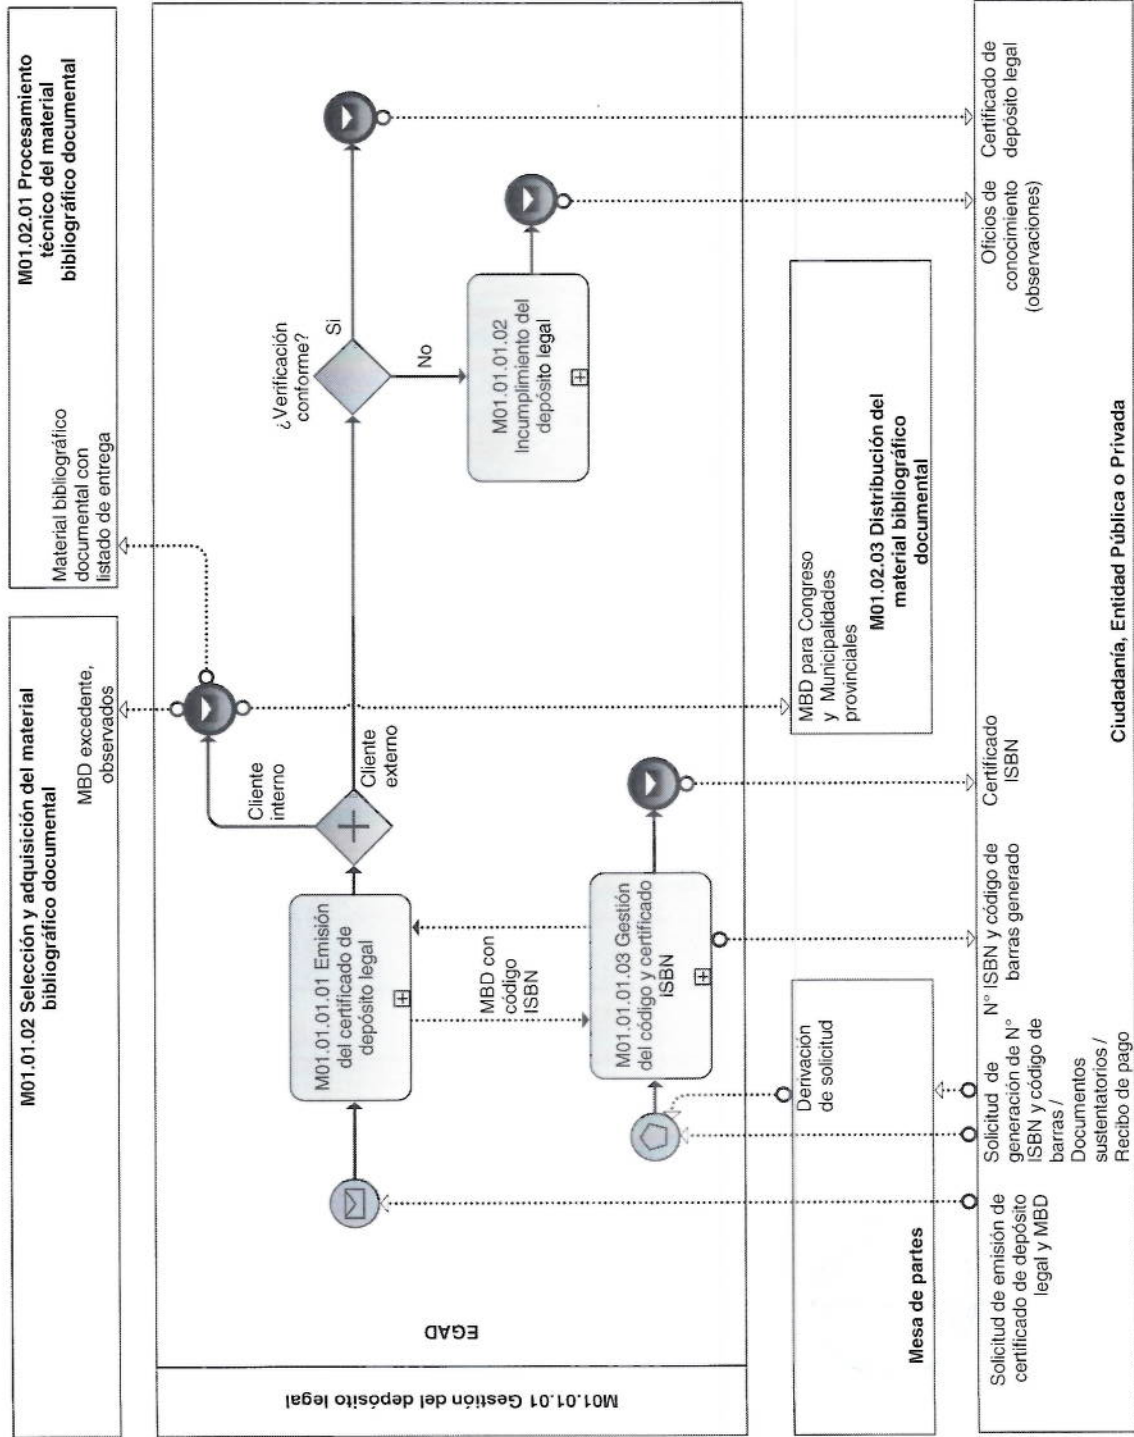 M01.01.02 Selección y adquisición del material
bibliográfico documental
MBD excedente,
observados
M01.02.01 Procesamiento
técnico del material
bibliográfico documental
Material bibliográfico
documental con
listado de entrega
M01.01.01 Gestión del depósito legal
EGAD
M01.01.01.01 Emisión
del certificado de
depósito legal
Cliente
interno
Cliente
externo
¿Verificación
conforme?
Si
No
M01.01.01.02
Incumplimiento del
depósito legal
MBD con
código
ISBN
M01.01.01.03 Gestión
del código y certificado
ISBN
Mesa de partes
Derivación
de solicitud
MBD para Congreso
y Municipalidades
provinciales
M01.02.03 Distribución del
material bibliográfico
documental
Solicitud de emisión de
certificado de depósito
legal y MBD
Solicitud de
generación de N°
ISBN y código de
barras /
Documentos
sustentatorios /
Recibo de pago
N° ISBN y código de
barras generado
Certificado
ISBN
Oficios de
conocimiento
(observaciones)
Certificado de
depósito legal
Ciudadanía, Entidad Pública o Privada